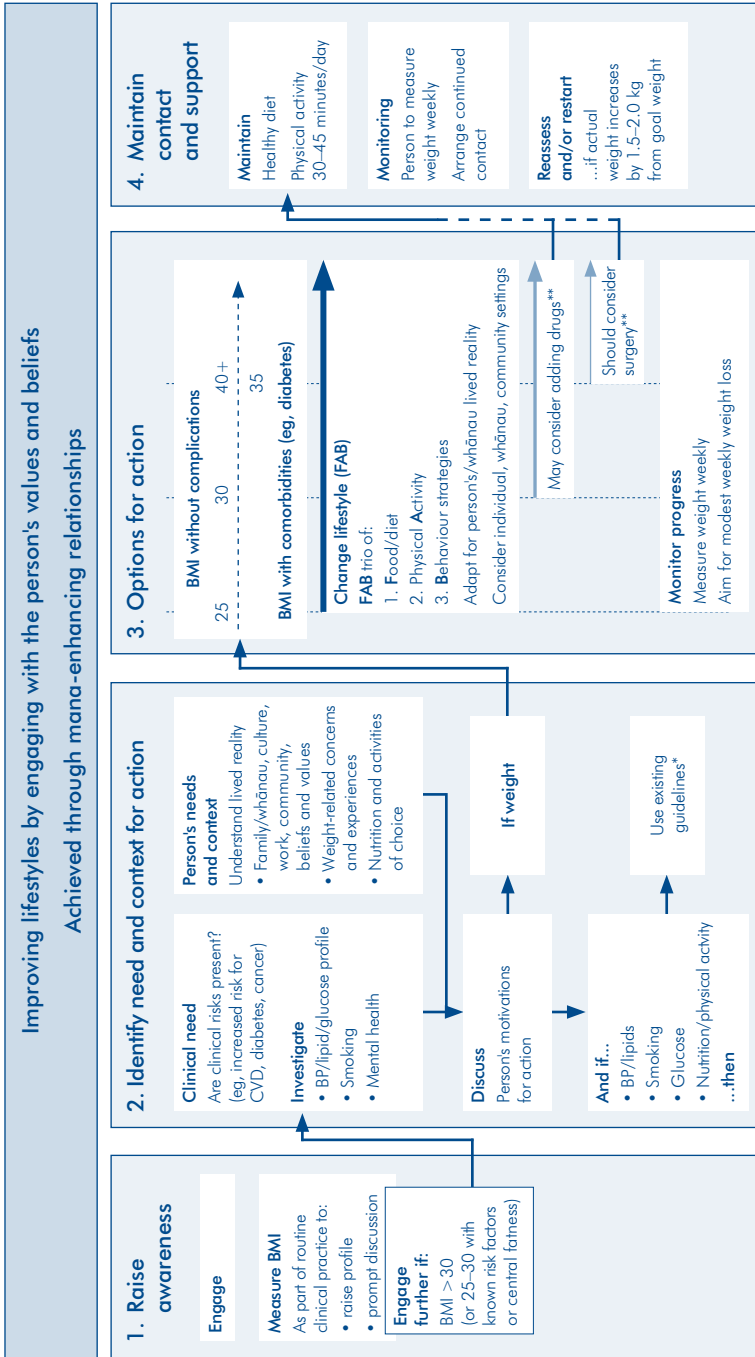 Improving lifestyles by engaging with the person's values and beliefs
Achieved through mana-enhancing relationships
1. Raise
awareness
Engage
Measure BMI
As part of routine
clinical practice to:
• raise profile
• prompt discussion
Engage
further if:
BMI > 30
(or 25–30 with
known risk factors
or central fatness)
2. Identify need and context for action
Clinical need
Are clinical risks present?
(eg, increased risk for
CVD, diabetes, cancer)
Investigate
• BP/lipid/glucose profile
• Smoking
• Mental health
Person's needs
and context
Understand lived reality
• Family/whānau, culture,
work, community,
beliefs and values
• Weight-related concerns
and experiences
• Nutrition and activities
of choice
Discuss
Person's motivations
for action
If weight
And if...
• BP/lipids
• Smoking
• Glucose
• Nutrition/physical actvity
...then
Use existing
guidelines*
3. Options for action
BMI without complications
25 30 40+
35
BMI with comorbidities (eg, diabetes)
Change lifestyle (FAB)
FAB trio of:
1. Food/diet
2. Physical Activity
3. Behaviour strategies
Adapt for person's/whānau lived reality
Consider individual, whānau, community settings
May consider adding drugs**
Should consider
surgery**
Monitor progress
Measure weight weekly
Aim for modest weekly weight loss
4. Maintain
contact
and support
Maintain
Healthy diet
Physical activity
30–45 minutes/day
Monitoring
Person to measure
weight weekly
Arrange continued
contact
Reassess
and/or restart
...if actual
weight increases
by 1.5–2.0 kg
from goal weight